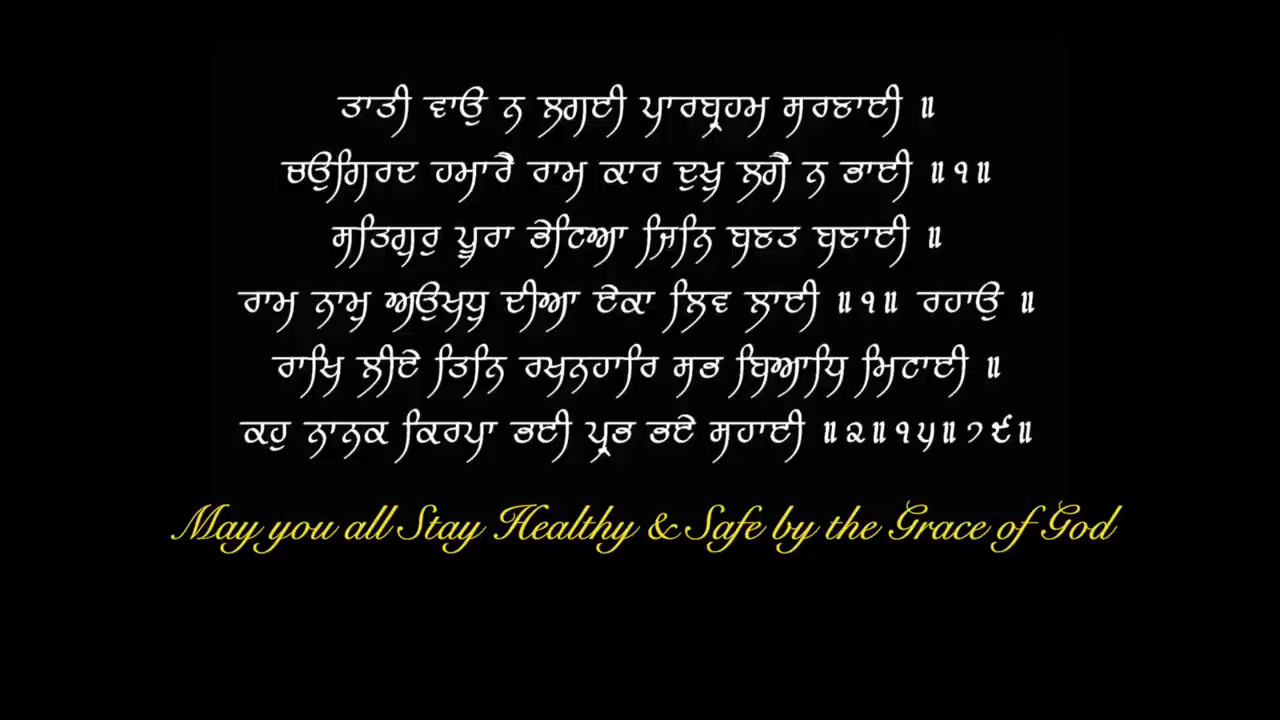 ਤਾਤੀ ਵਾਉ ਨ ਲਗਈ ਪਾਰਬ੍ਰਹਮ ਸਰਣਾਈ ॥
ਚਉਗਿਰਦ ਹਮਾਰੈ ਰਾਮ ਕਾਰ ਦੁਖੁ ਲਗੈ ਨ ਭਾਈ ॥੧॥
ਸਤਿਗੁਰੁ ਪੂਰਾ ਭੇਟਿਆ ਜਿਨਿ ਬਣਤ ਬਣਾਈ ॥
ਰਾਮ ਨਾਮੁ ਅਉਖਧੁ ਦੀਆ ਏਕਾ ਲਿਵ ਲਾਈ ॥੧॥ ਰਹਾਉ ॥
ਰਾਖਿ ਲੀਏ ਤਿਨਿ ਰਖਨਹਾਰਿ ਸਭ ਬਿਆਧਿ ਮਿਟਾਈ ॥
ਕਹੁ ਨਾਨਕ ਕਿਰਪਾ ਭਈ ਪ੍ਰਭ ਭਏ ਸਹਾਈ ॥੨॥੧੫॥੭੯॥
May you all Stay Healthy & Safe by the Grace of God